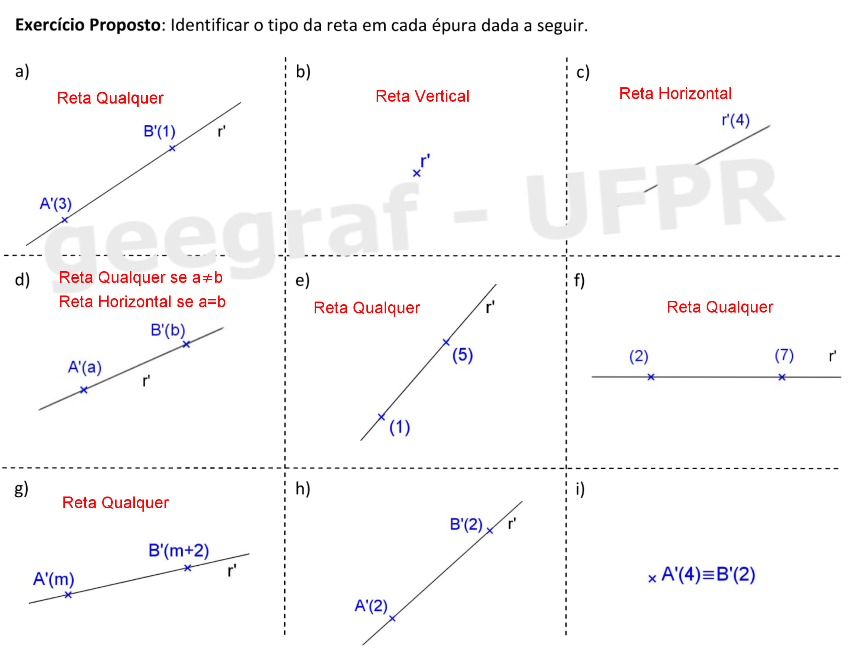 Exercício Proposto: Identificar o tipo da reta em cada épura dada a seguir.
a)
Reta Qualquer
B'(1)
r'
A'(3)
b)
Reta Vertical
r'
c)
Reta Horizontal
r'(4)
geegraf - UFPR
d)
Reta Qualquer se a≠b
Reta Horizontal se a=b
B'(b)
A'(a)
r'
e)
Reta Qualquer
r'
(5)
(1)
f)
Reta Qualquer
(2)
(7)
r'
g)
Reta Qualquer
B'(m+2)
A'(m)
r'
h)
B'(2)
r'
A'(2)
i)
A'(4)≡B'(2)